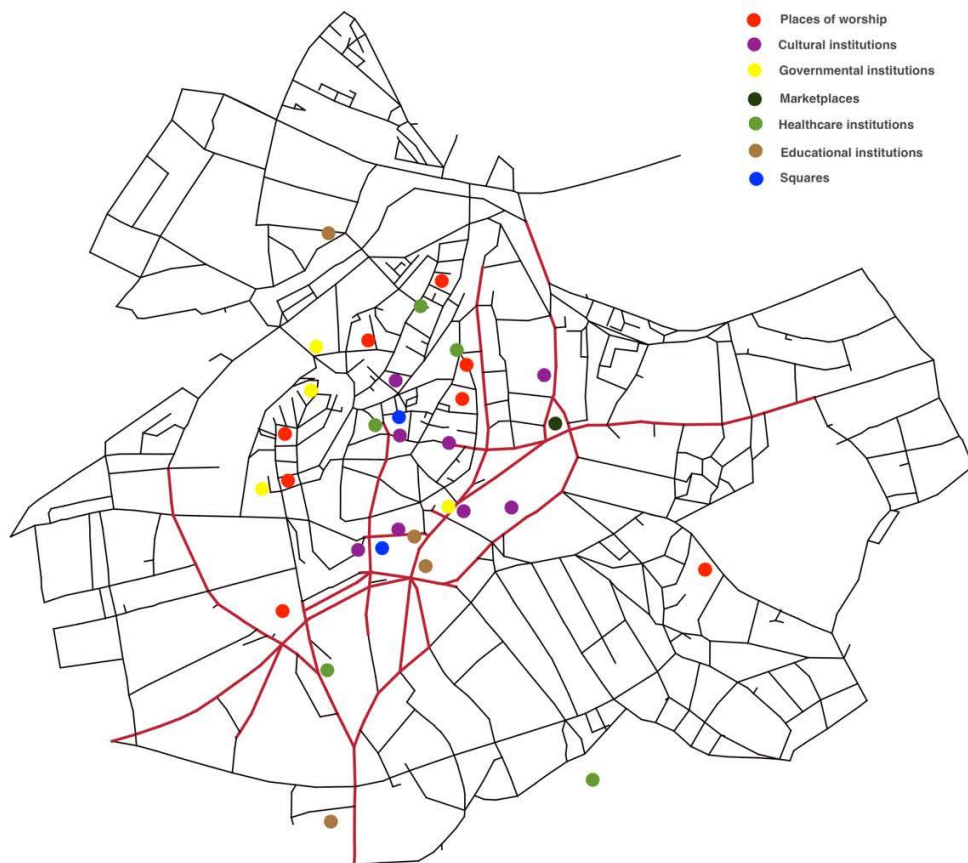 Places of worship
Cultural institutions
Governmental institutions
Marketplaces
Healthcare institutions
Educational institutions
Squares